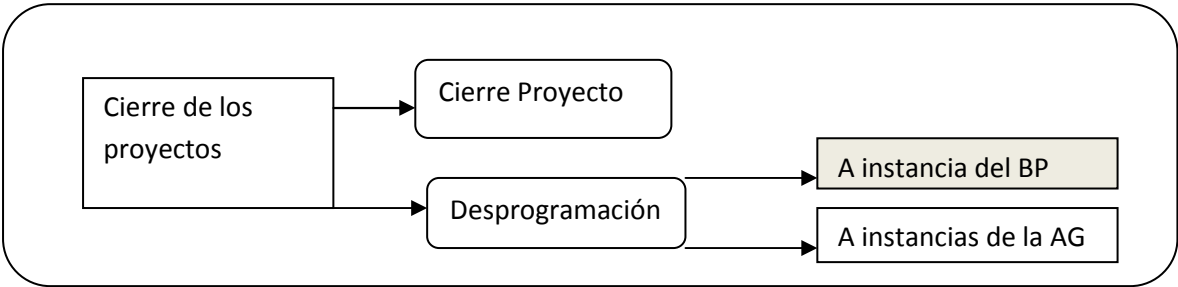 Cierre de los
proyectos
Cierre Proyecto
Desprogramación
A instancia del BP
A instancias de la AG